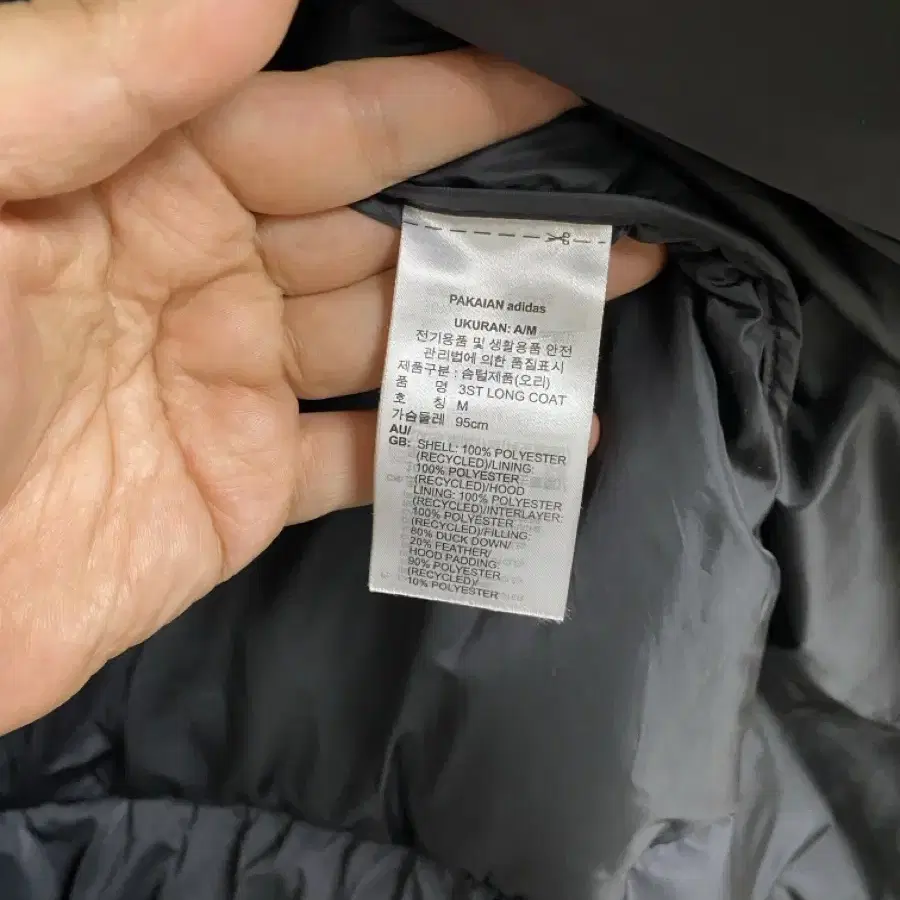 PAKAIAN adidas
UKURAN: A/M
전기용품 및 생활용품 안전
관리법에 의한 품질표시
제품구분 : 솜털제품(오리)
품 명 3ST LONG COAT
호 칭 M
가슴둘레 95cm
AU/
GB: SHELL: 100% POLYESTER
(RECYCLED)/LINING:
100% POLYESTER
(RECYCLED)/HOOD
LINING: 100% POLYESTER
(RECYCLED)/INTERLAYER:
100% POLYESTER
(RECYCLED)/FILLING:
80% DUCK DOWN/
20% FEATHER/
HOOD PADDING:
90% POLYESTER
(RECYCLED)/
10% POLYESTER